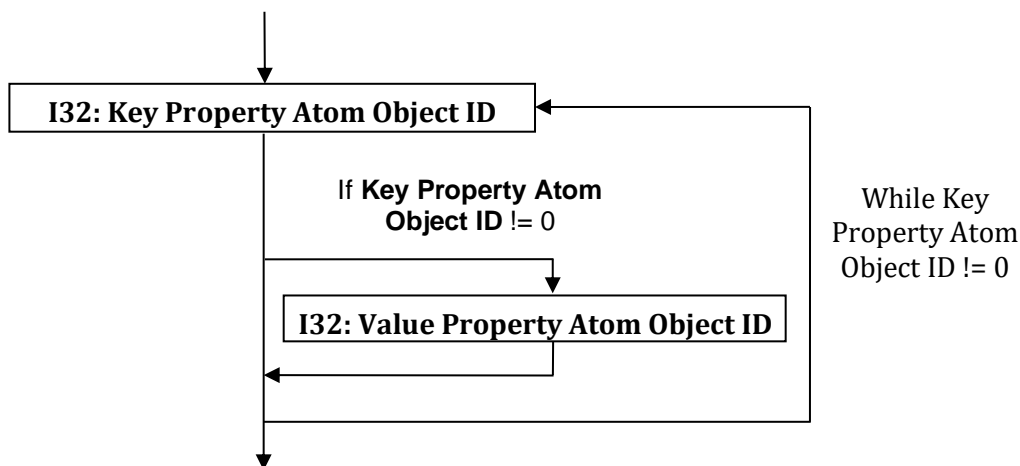 I32: Key Property Atom Object ID
If Key Property Atom
Object ID != 0
While Key
Property Atom
Object ID != 0
I32: Value Property Atom Object ID